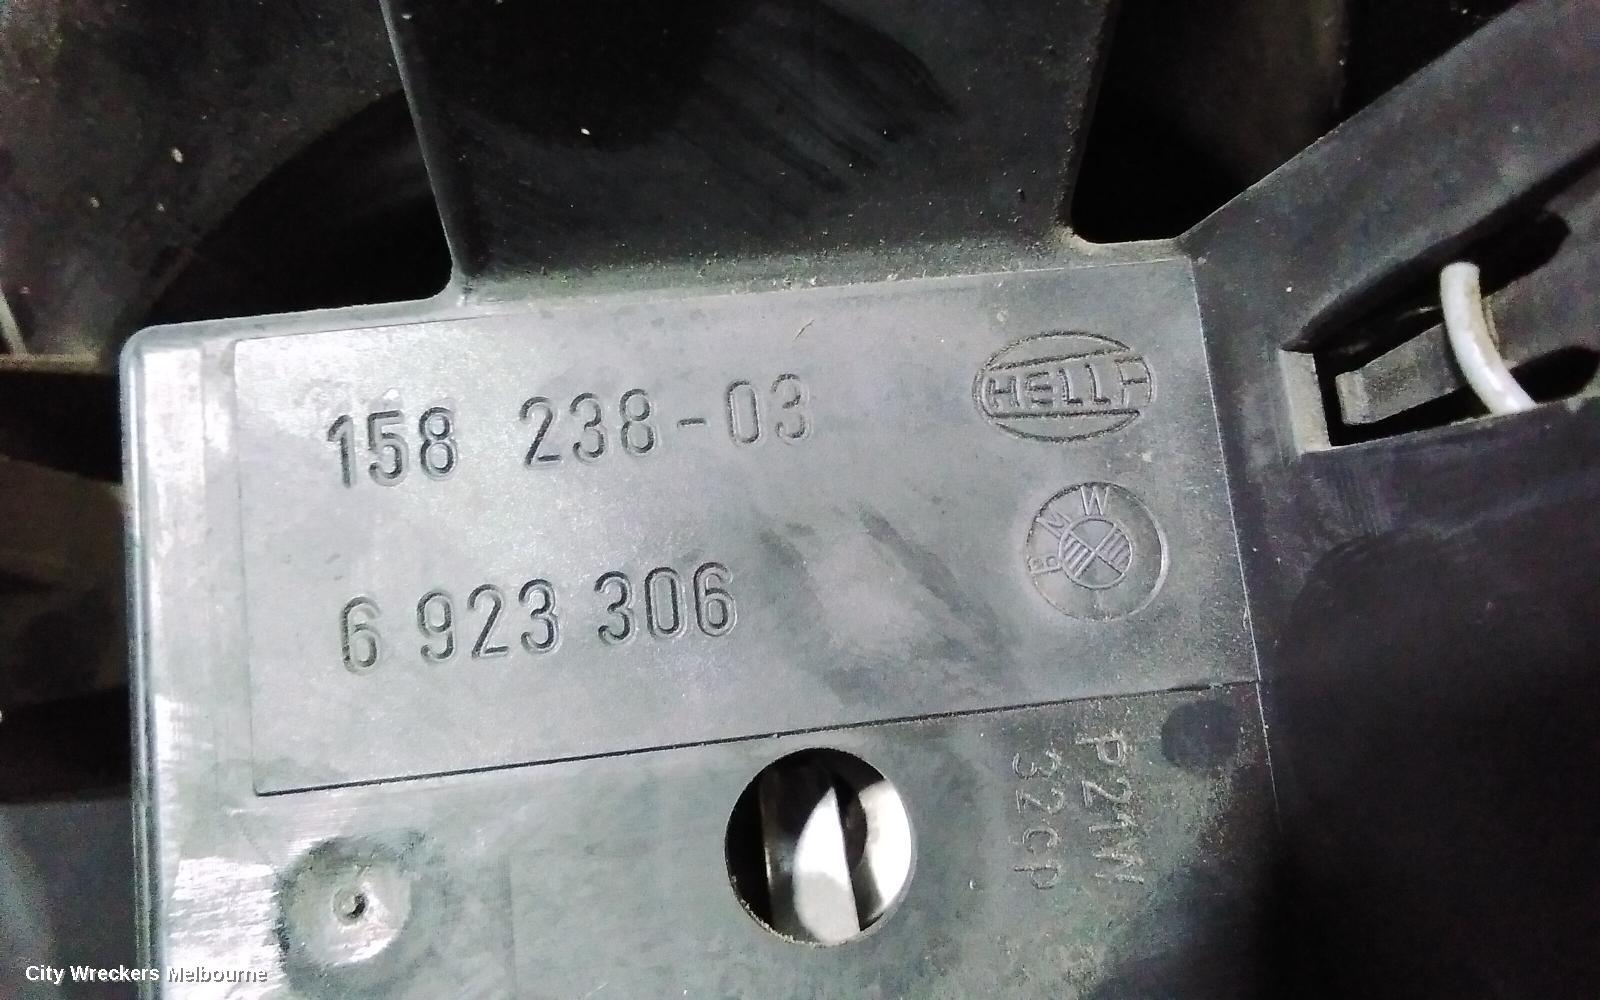 158 238-03
HELLA
BMW
6 923 306
P21W
32cp
City Wreckers Melbourne